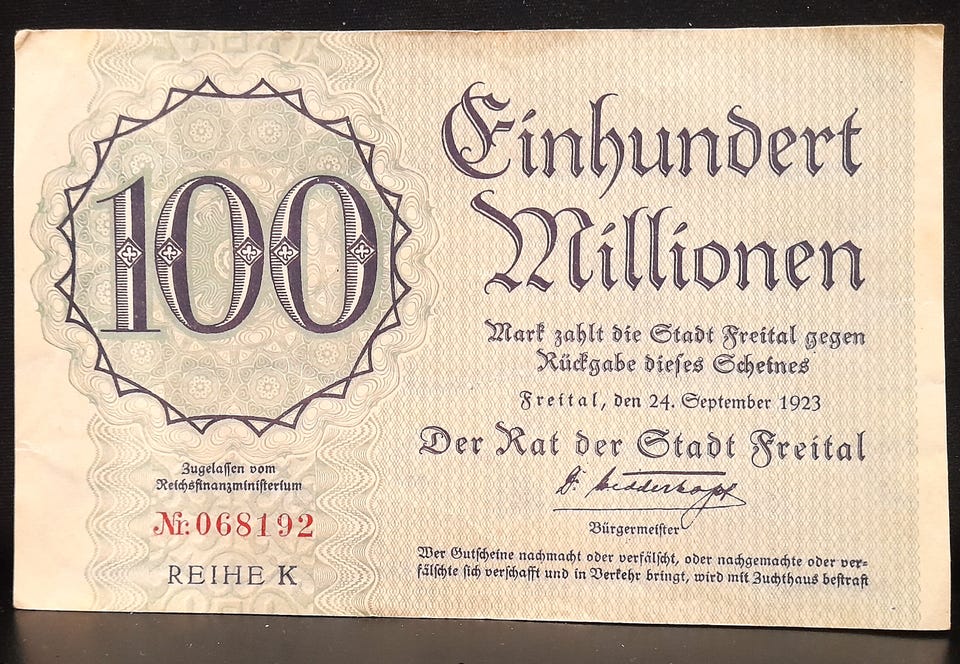 100
Einhundert
Millionen
Mark zahlt die Stadt Freital gegen
Rückgabe dieses Scheines
Freital, den 24. September 1923
Der Rat der Stadt Freital
Dr. Wedderkopf
Bürgermeister
Zugelassen vom
Reichsfinanzministerium
Nr. 068192
REIHE K
Wer Gutscheine nachmacht oder verfälscht, oder nachgemachte oder ver-
fälschte sich verschafft und in Verkehr bringt, wird mit Zuchthaus bestraft